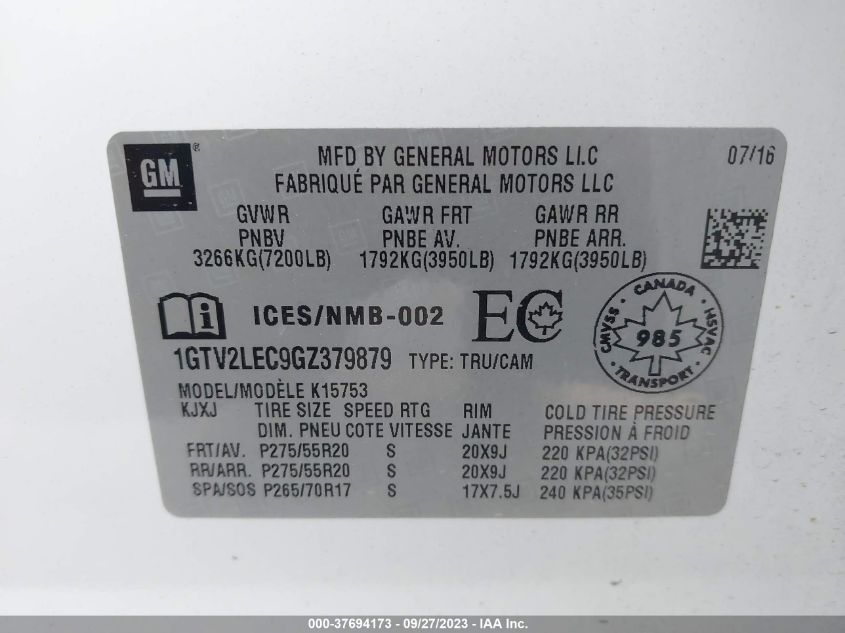 GM ®
MFD BY GENERAL MOTORS LLC 07/16
FABRIQUÉ PAR GENERAL MOTORS LLC
GVWR GAWR FRT GAWR RR
PNBV PNBE AV. PNBE ARR.
3266KG(7200LB) 1792KG(3950LB) 1792KG(3950LB)
ICES/NMB-002 EC
CANADA
CMVSS 985 HSVAC
TRANSPORT
1GTV2LEC9GZ379879 TYPE: TRU/CAM
MODEL/MODÈLE K15753
KJXJ TIRE SIZE SPEED RTG RIM COLD TIRE PRESSURE
DIM. PNEU COTE VITESSE JANTE PRESSION À FROID
FRT/AV. P275/55R20 S 20X9J 220 KPA(32PSI)
RR/ARR. P275/55R20 S 20X9J 220 KPA(32PSI)
SPA/SOS P265/70R17 S 17X7.5J 240 KPA(35PSI)
000-37694173 - 09/27/2023 - IAA Inc.